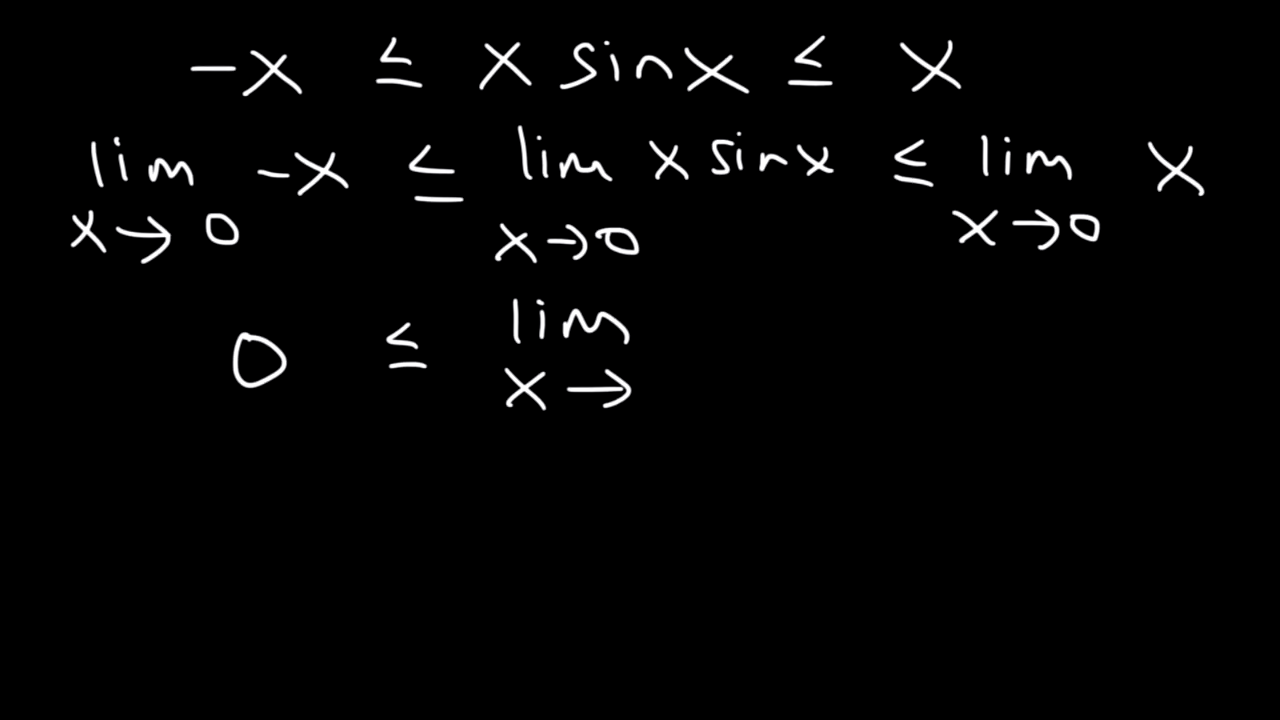 -x ≤ x sinx ≤ x
lim -x ≤ lim x sinx ≤ lim x
x→0 x→0 x→0
0 ≤ lim
x→